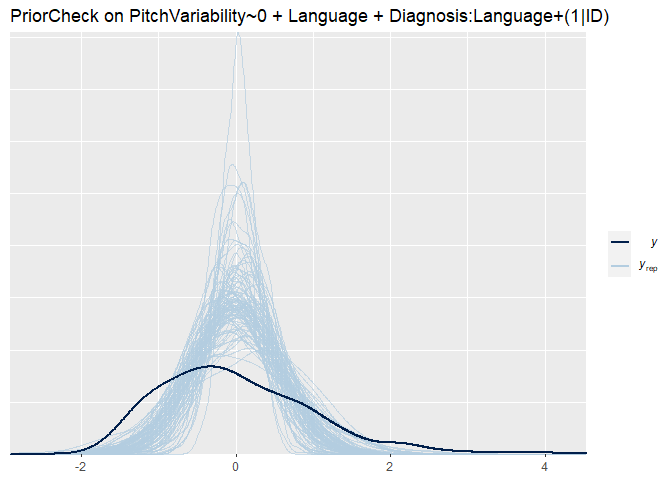 PriorCheck on PitchVariability~0 + Language + Diagnosis:Language+(1|ID)
y
yrep
-2
0
2
4